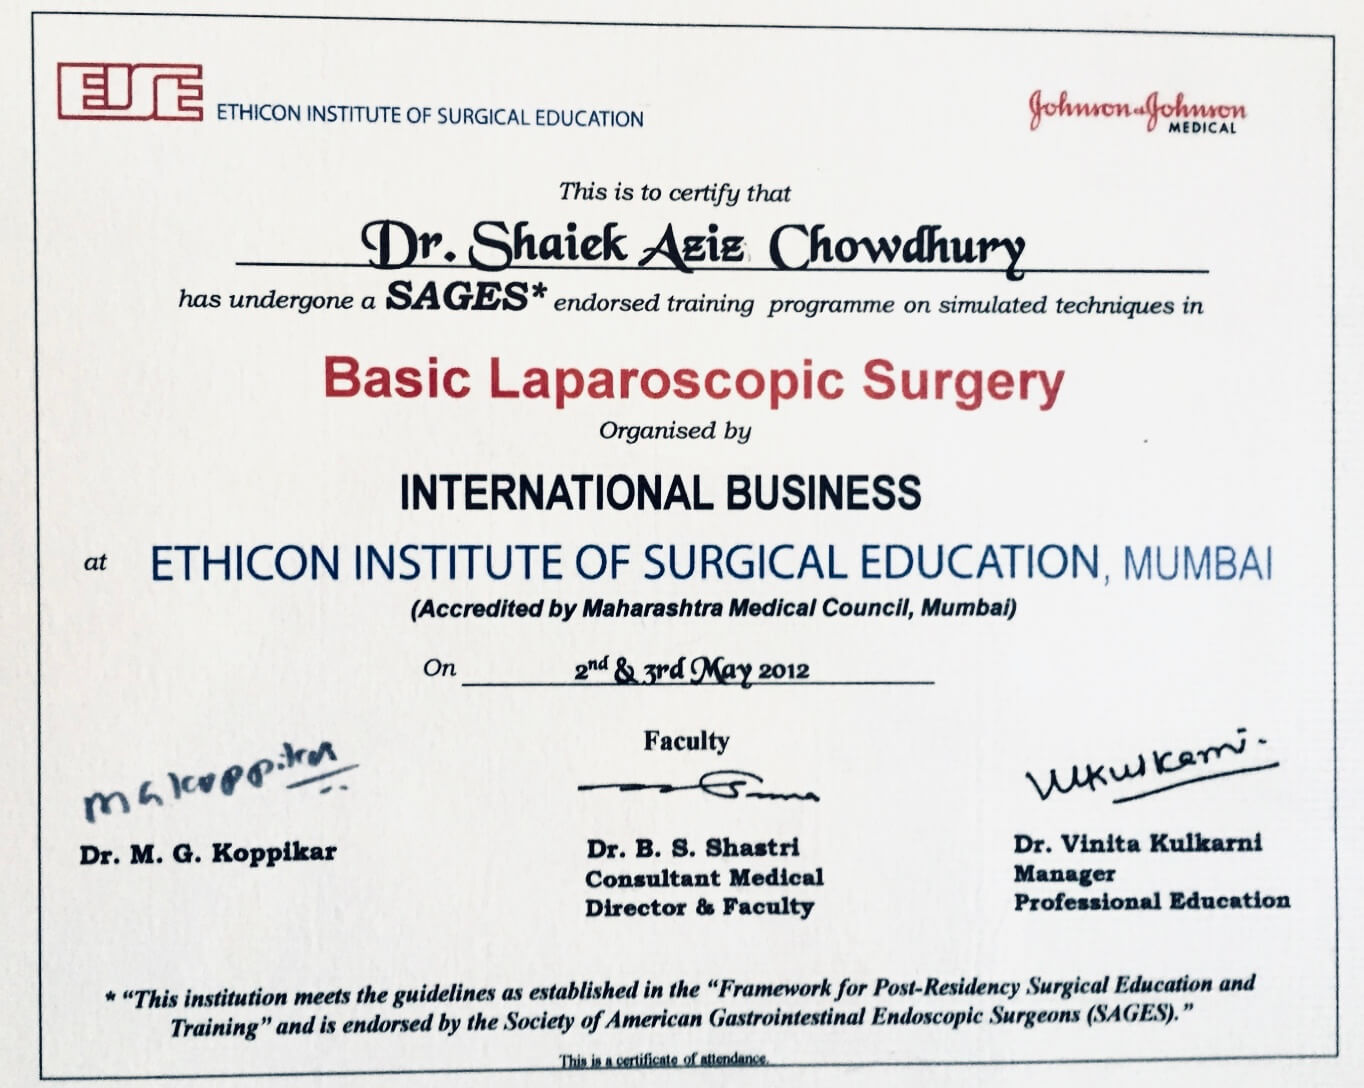 EISE ETHICON INSTITUTE OF SURGICAL EDUCATION
Johnson & Johnson
MEDICAL
This is to certify that
Dr. Shaiek Aziz Chowdhury
has undergone a SAGES* endorsed training programme on simulated techniques in
Basic Laparoscopic Surgery
Organised by
INTERNATIONAL BUSINESS
at ETHICON INSTITUTE OF SURGICAL EDUCATION, MUMBAI
(Accredited by Maharashtra Medical Council, Mumbai)
On 2nd & 3rd May 2012
Faculty
M G Koppikar
VKulkarni
Dr. M. G. Koppikar
Dr. B. S. Shastri
Consultant Medical
Director & Faculty
Dr. Vinita Kulkarni
Manager
Professional Education
* "This institution meets the guidelines as established in the "Framework for Post-Residency Surgical Education and
Training" and is endorsed by the Society of American Gastrointestinal Endoscopic Surgeons (SAGES)."
This is a certificate of attendance.